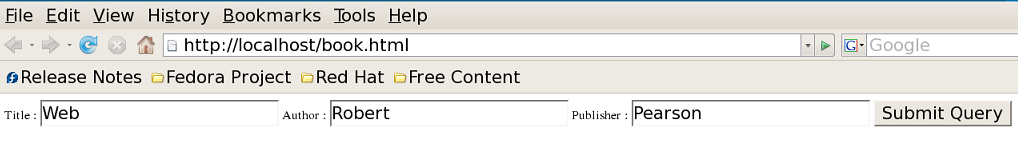 File Edit View History Bookmarks Tools Help
http://localhost/book.html G Google
Release Notes Fedora Project Red Hat Free Content
Title : Web Author : Robert Publisher : Pearson Submit Query